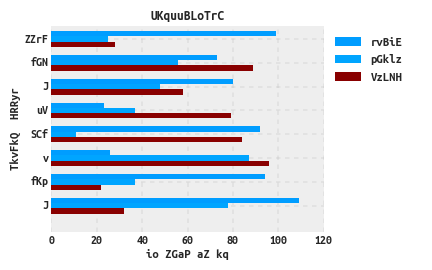 UKquuBLoTrC
rvBiE
pGklz
VzLNH
TkvFkQ HRRyr
ZZrF
fGN
J
uV
SCf
v
fKp
J
0 20 40 60 80 100 120
io ZGaP aZ kq